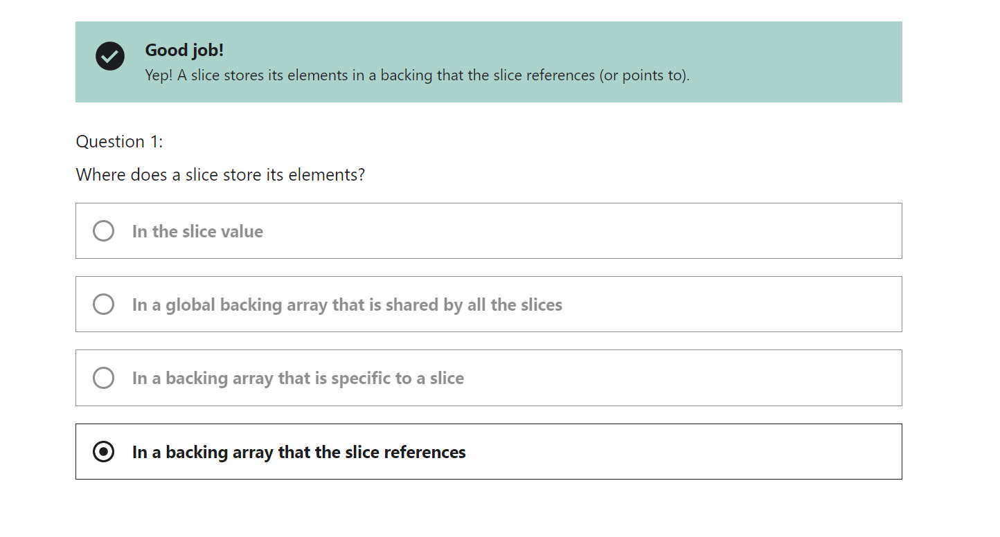 Good job!
Yep! A slice stores its elements in a backing that the slice references (or points to).
Question 1:
Where does a slice store its elements?
In the slice value
In a global backing array that is shared by all the slices
In a backing array that is specific to a slice
In a backing array that the slice references